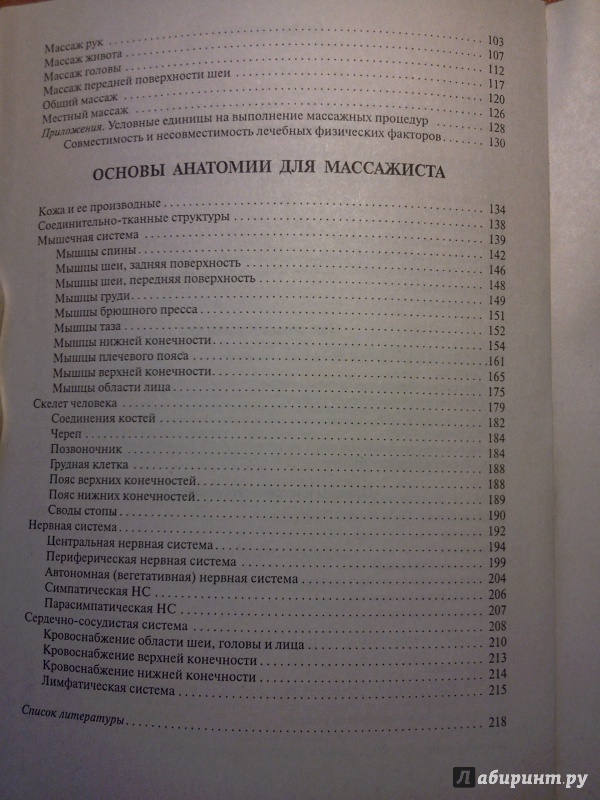 Массаж рук 103
Массаж живота 107
Массаж головы 112
Массаж передней поверхности шеи 117
Общий массаж 120
Местный массаж 126
Приложения. Условные единицы на выполнение массажных процедур 128
Совместимость и несовместимость лечебных физических факторов 130
ОСНОВЫ АНАТОМИИ ДЛЯ МАССАЖИСТА
Кожа и ее производные 134
Соединительно-тканные структуры 138
Мышечная система 139
Мышцы спины 142
Мышцы шеи, задняя поверхность 146
Мышцы шеи, передняя поверхность 148
Мышцы груди 149
Мышцы брюшного пресса 151
Мышцы таза 152
Мышцы нижней конечности 154
Мышцы плечевого пояса 161
Мышцы верхней конечности 165
Мышцы области лица 175
Скелет человека 179
Соединения костей 182
Череп 184
Позвоночник 184
Грудная клетка 188
Пояс верхних конечностей 188
Пояс нижних конечностей 189
Своды стопы 190
Нервная система 192
Центральная нервная система 194
Периферическая нервная система 199
Автономная (вегетативная) нервная система 204
Симпатическая НС 206
Парасимпатическая НС 207
Сердечно-сосудистая система 208
Кровоснабжение области шеи, головы и лица 210
Кровоснабжение верхней конечности 213
Кровоснабжение нижней конечности 214
Лимфатическая система 215
Список литературы 218
лабиринт.ру